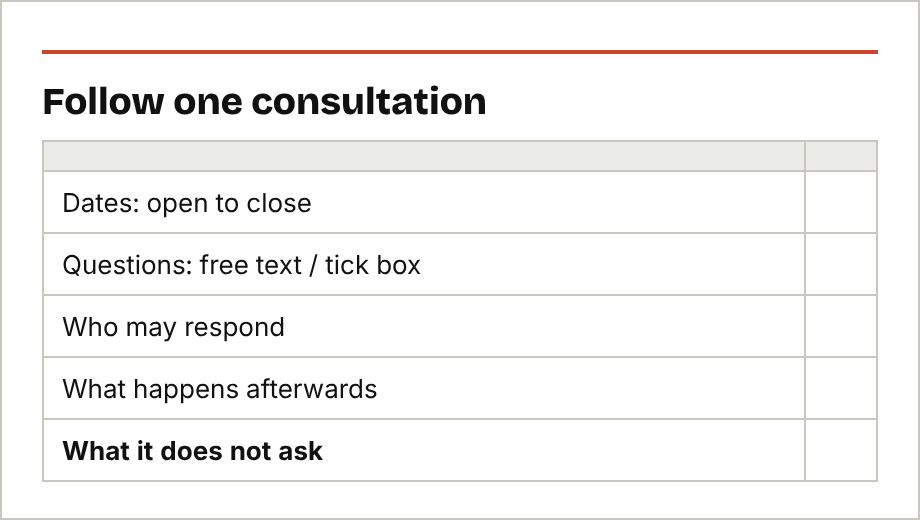 Follow one consultation
Dates: open to close
Questions: free text / tick box
Who may respond
What happens afterwards
What it does not ask